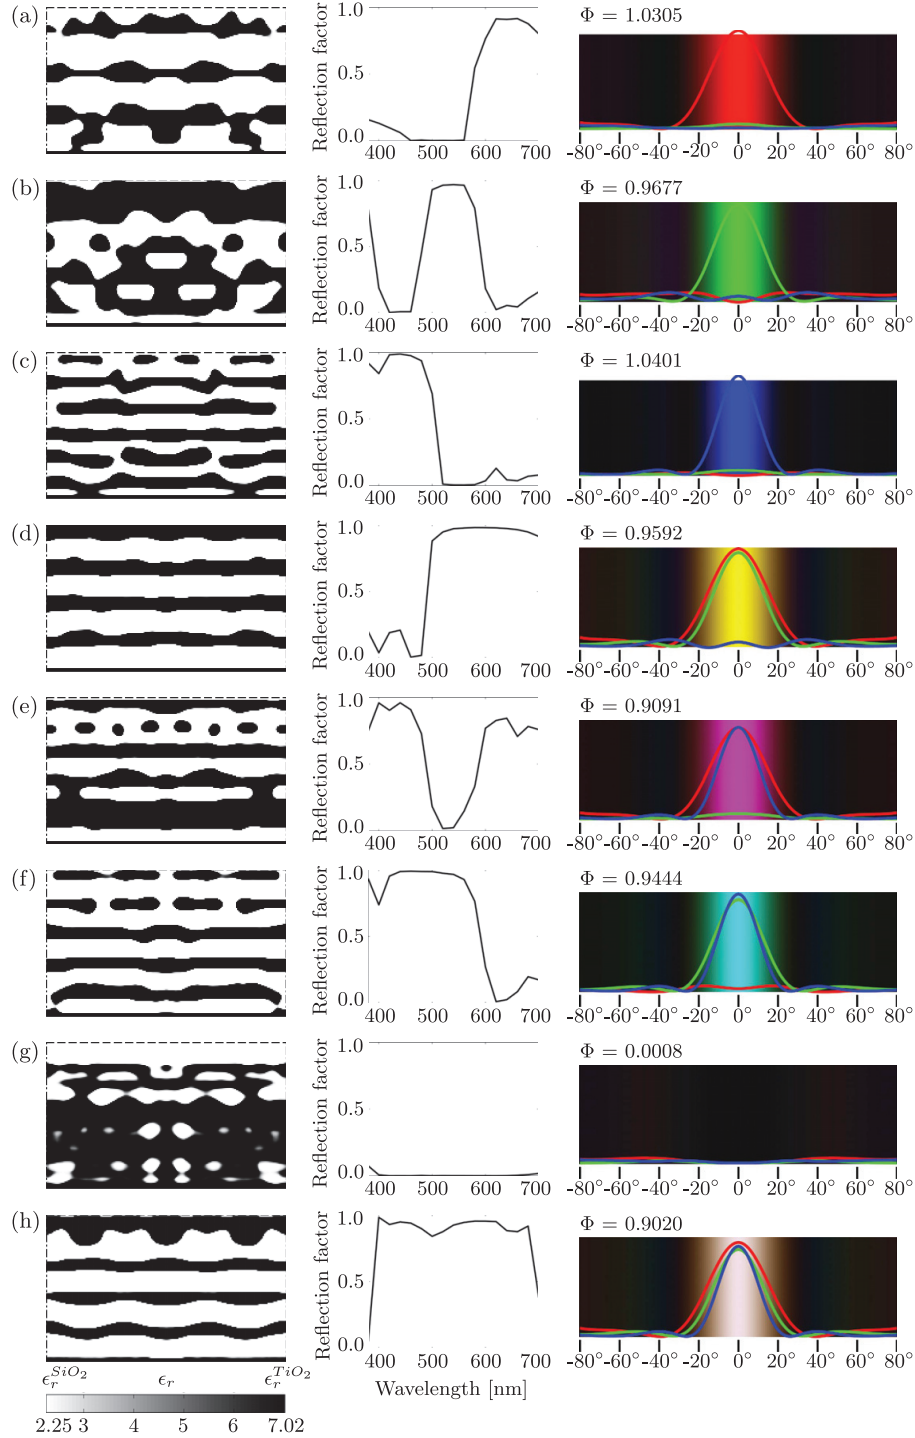 (a)
Reflection factor
1.0
0.5
0.0
400 500 600 700
Φ = 1.0305
-80° -60° -40° -20° 0° 20° 40° 60° 80°
(b)
Reflection factor
1.0
0.5
0.0
400 500 600 700
Φ = 0.9677
-80° -60° -40° -20° 0° 20° 40° 60° 80°
(c)
Reflection factor
1.0
0.5
0.0
400 500 600 700
Φ = 1.0401
-80° -60° -40° -20° 0° 20° 40° 60° 80°
(d)
Reflection factor
1.0
0.5
0.0
400 500 600 700
Φ = 0.9592
-80° -60° -40° -20° 0° 20° 40° 60° 80°
(e)
Reflection factor
1.0
0.5
0.0
400 500 600 700
Φ = 0.9091
-80° -60° -40° -20° 0° 20° 40° 60° 80°
(f)
Reflection factor
1.0
0.5
0.0
400 500 600 700
Φ = 0.9444
-80° -60° -40° -20° 0° 20° 40° 60° 80°
(g)
Reflection factor
1.0
0.5
0.0
400 500 600 700
Φ = 0.0008
-80° -60° -40° -20° 0° 20° 40° 60° 80°
(h)
Reflection factor
1.0
0.5
0.0
400 500 600 700
Wavelength [nm]
Φ = 0.9020
-80° -60° -40° -20° 0° 20° 40° 60° 80°
ϵ_r^{SiO_2} ϵ_r ϵ_r^{TiO_2}
2.25 3 4 5 6 7.02